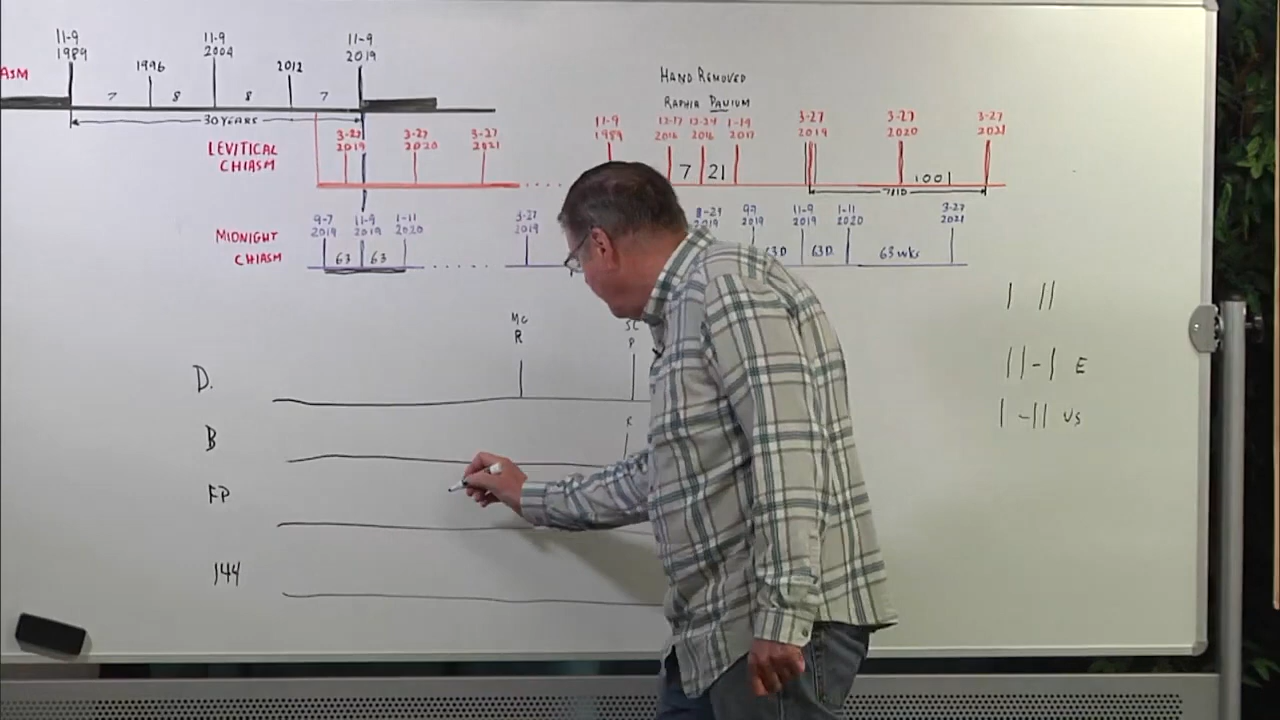 11-9 1989
11-9 2004
11-9 2019
1996
2012
ASM
7 8 8 7
30 YEARS
HAND REMOVED
RAPHIA PANIUM
LEVITICAL CHIASM
3-27 2019
3-27 2020
3-27 2021
11-9 1989
12-17 2016
12-24 2016
1-14 2017
3-27 2019
3-27 2020
3-27 2021
7 21
1001
MIDNIGHT CHIASM
9-7 2019
11-9 2019
1-11 2020
3-27 2019
2019
9-7 2019
11-9 2019
1-11 2020
3-27 2021
63 63
63D
63 wks
MC
R
SC
P
D.
R
B
FP
144
E
US